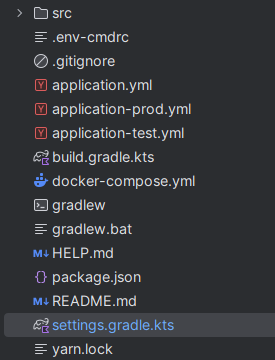 src
.env-cmdrc
.gitignore
application.yml
application-prod.yml
application-test.yml
build.gradle.kts
docker-compose.yml
gradlew
gradlew.bat
HELP.md
package.json
README.md
settings.gradle.kts
yarn.lock